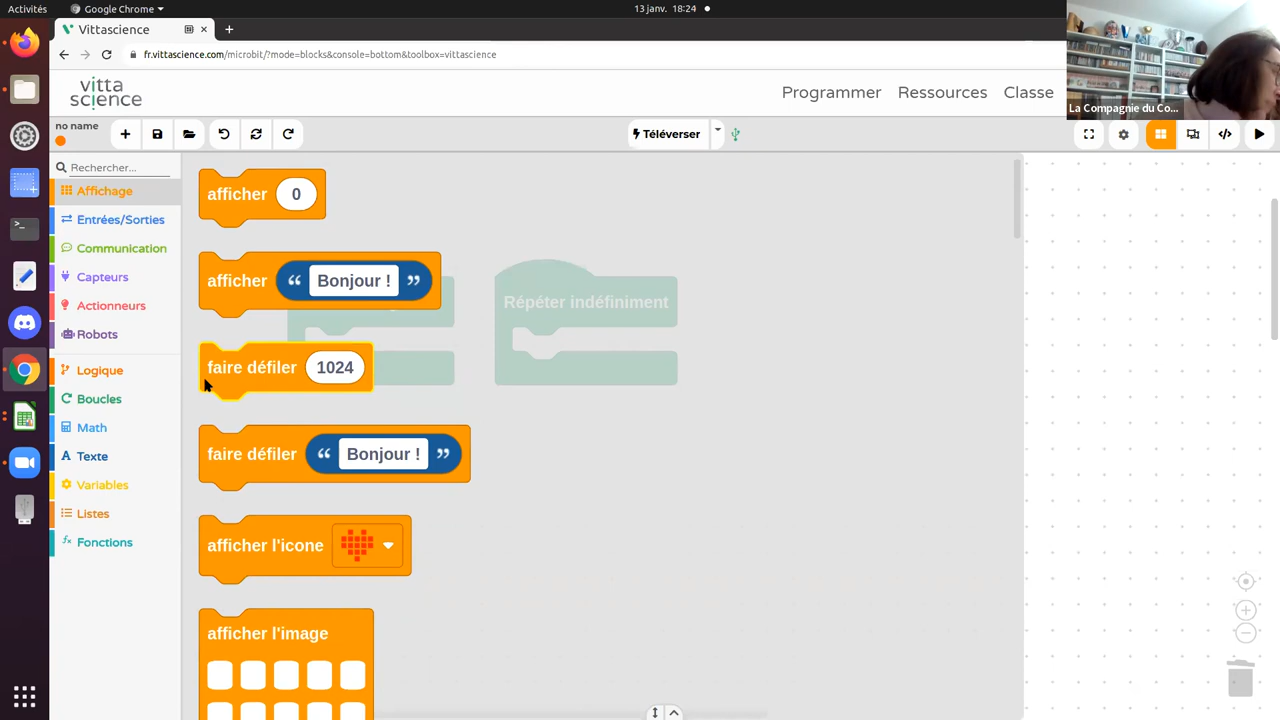 Activités
Google Chrome
13 janv. 18:24
Vittascience
fr.vittascience.com/microbit/?mode=blocks&console=bottom&toolbox=vittascience
vitta
science
Programmer
Ressources
Classe
La Compagnie du Co...
no name
Téléverser
Rechercher...
Affichage
Entrées/Sorties
Communication
Capteurs
Actionneurs
Robots
Logique
Boucles
Math
Texte
Variables
Listes
Fonctions
afficher 0
afficher “ Bonjour ! ”
Répéter indéfiniment
faire défiler 1024
faire défiler “ Bonjour ! ”
afficher l'icone
afficher l'image